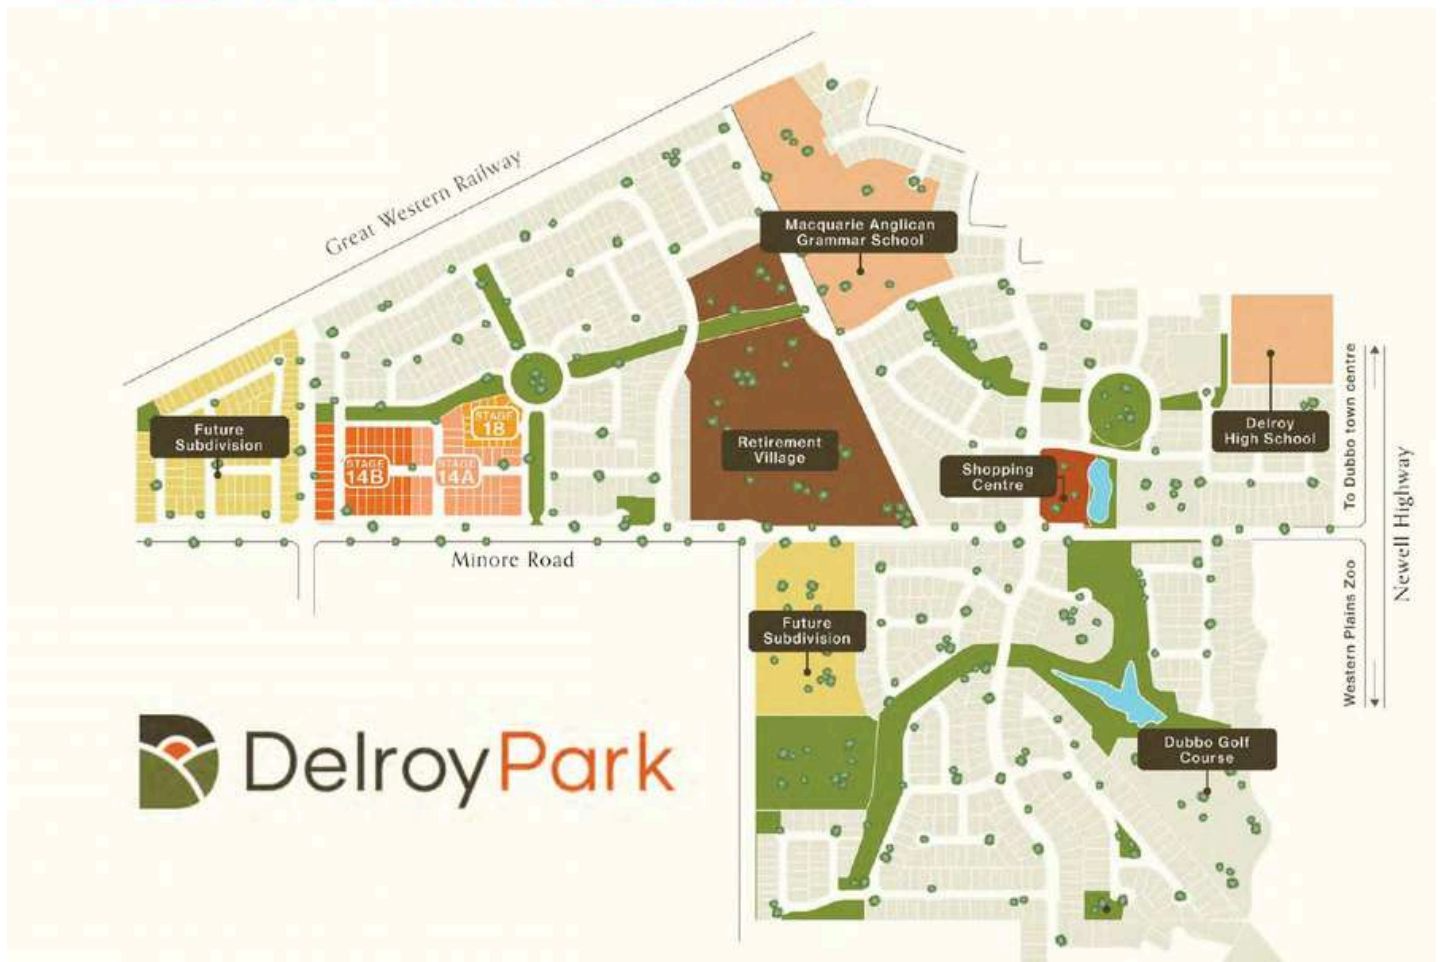 Great Western Railway
Macquarie Anglican
Grammar School
Future
Subdivision
STAGE
1B
STAGE
14B
STAGE
14A
Retirement
Village
Shopping
Centre
Delroy
High School
To Dubbo town centre
Newell Highway
Western Plains Zoo
Minore Road
Future
Subdivision
Dubbo Golf
Course
DelroyPark